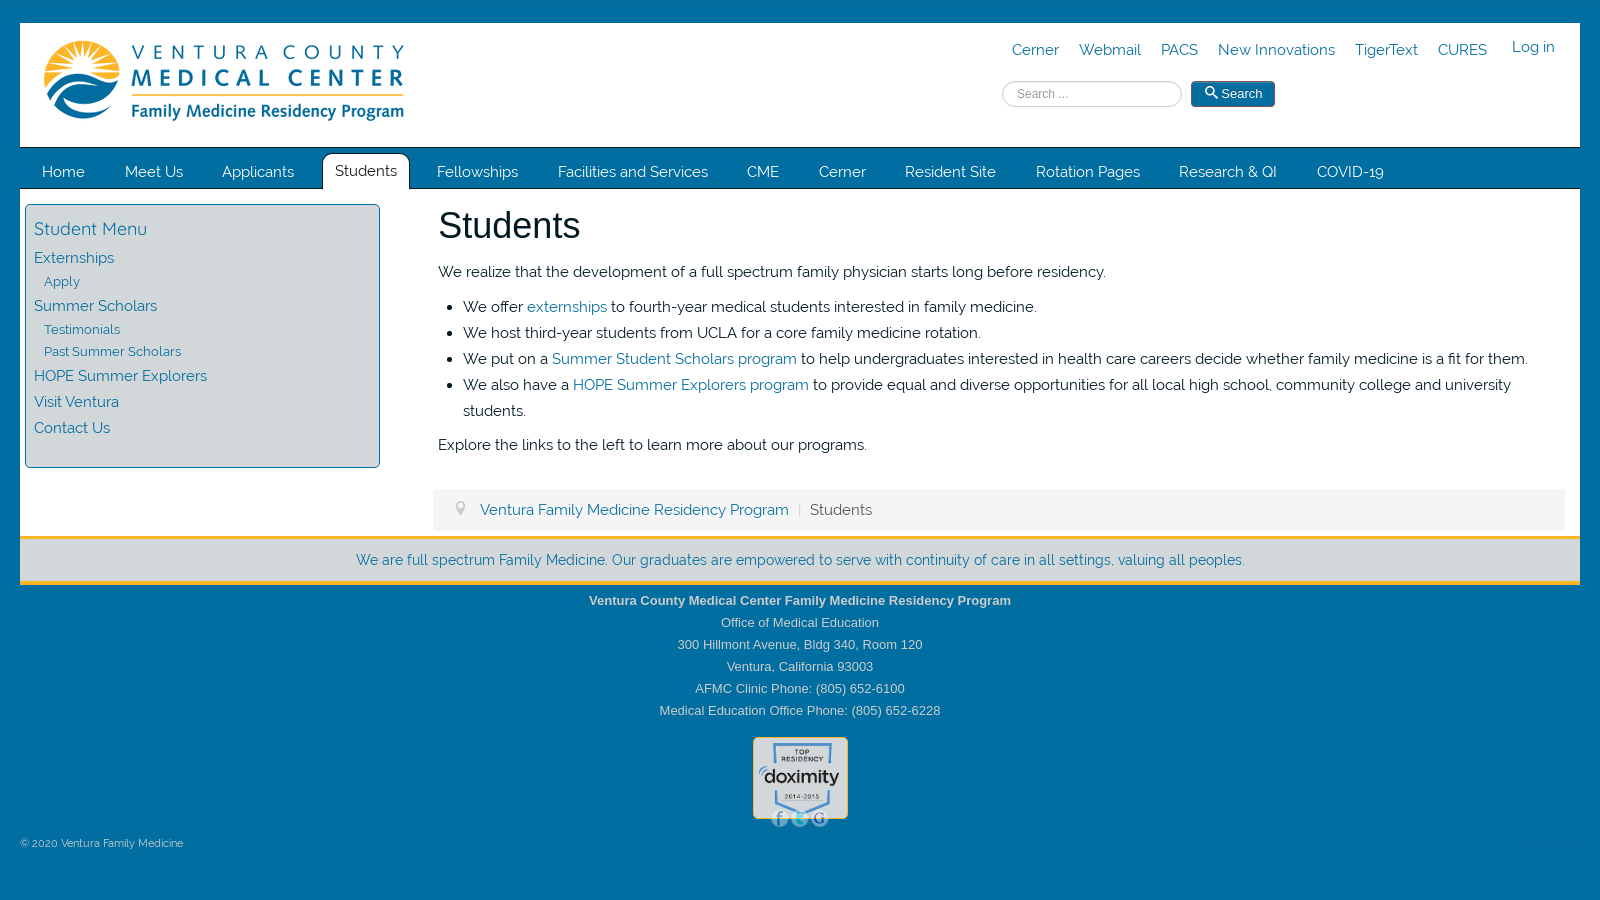 VENTURA COUNTY
MEDICAL CENTER
Family Medicine Residency Program
Cerner Webmail PACS New Innovations TigerText CURES Log in
Search ... Search
Home Meet Us Applicants Students Fellowships Facilities and Services CME Cerner Resident Site Rotation Pages Research & QI COVID-19
Student Menu
Externships
Apply
Summer Scholars
Testimonials
Past Summer Scholars
HOPE Summer Explorers
Visit Ventura
Contact Us
Students
We realize that the development of a full spectrum family physician starts long before residency.
• We offer externships to fourth-year medical students interested in family medicine.
• We host third-year students from UCLA for a core family medicine rotation.
• We put on a Summer Student Scholars program to help undergraduates interested in health care careers decide whether family medicine is a fit for them.
• We also have a HOPE Summer Explorers program to provide equal and diverse opportunities for all local high school, community college and university
students.
Explore the links to the left to learn more about our programs.
Ventura Family Medicine Residency Program | Students
We are full spectrum Family Medicine. Our graduates are empowered to serve with continuity of care in all settings, valuing all peoples.
Ventura County Medical Center Family Medicine Residency Program
Office of Medical Education
300 Hillmont Avenue, Bldg 340, Room 120
Ventura, California 93003
AFMC Clinic Phone: (805) 652-6100
Medical Education Office Phone: (805) 652-6228
TOP
RESIDENCY
doximity
2014-2015
f G
© 2020 Ventura Family Medicine